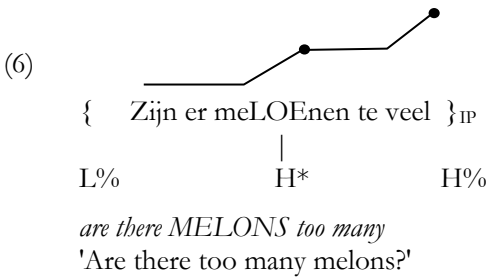 (6)
{ Zijn er meLOEnen te veel }IP
L% H* H%
are there MELONS too many
'Are there too many melons?'